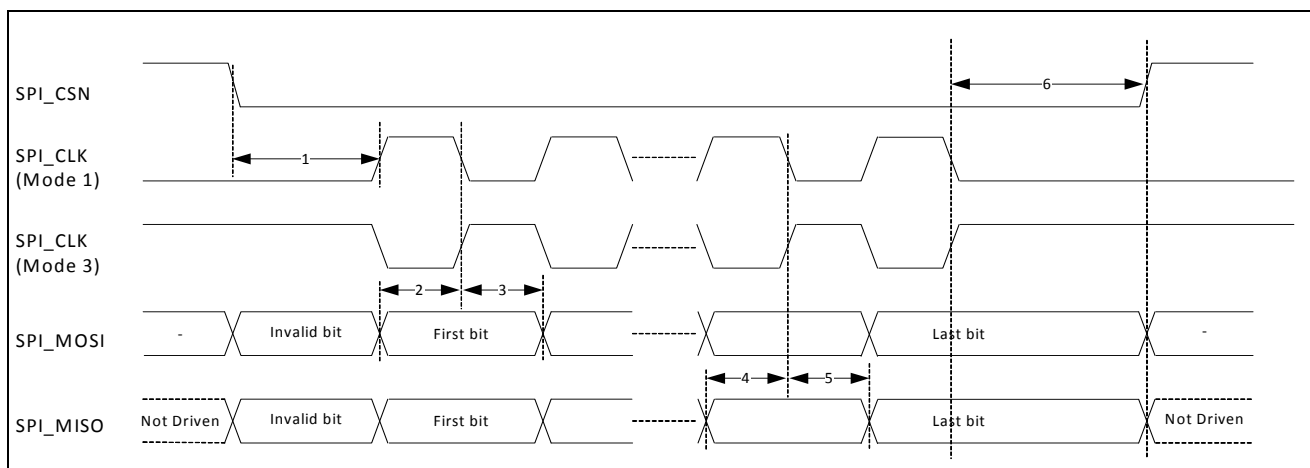 SPI_CSN
6
SPI_CLK
(Mode 1)
1
SPI_CLK
(Mode 3)
2
3
SPI_MOSI
-
Invalid bit
First bit
Last bit
-
4
5
SPI_MISO
Not Driven
Invalid bit
First bit
Last bit
Not Driven